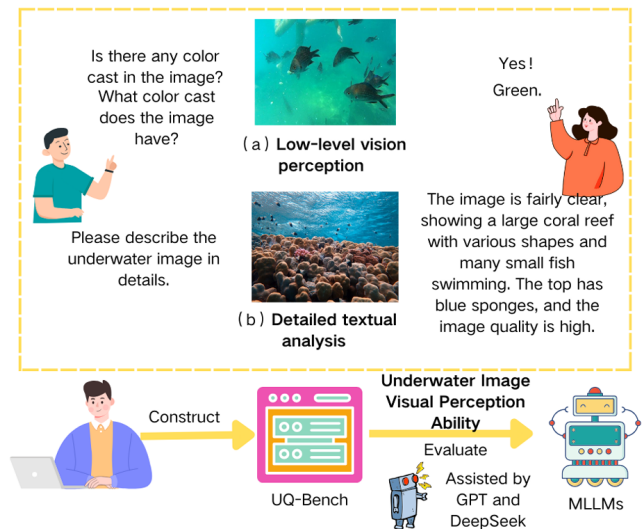 Is there any color
cast in the image?
What color cast
does the image
have?
Yes!
Green.
(a) Low-level vision
perception
Please describe the
underwater image in
details.
The image is fairly clear,
showing a large coral reef
with various shapes and
many small fish
swimming. The top has
blue sponges, and the
image quality is high.
(b) Detailed textual
analysis
Construct
UQ-Bench
Underwater Image
Visual Perception
Ability
Evaluate
Assisted by
GPT and
DeepSeek
MLLMs